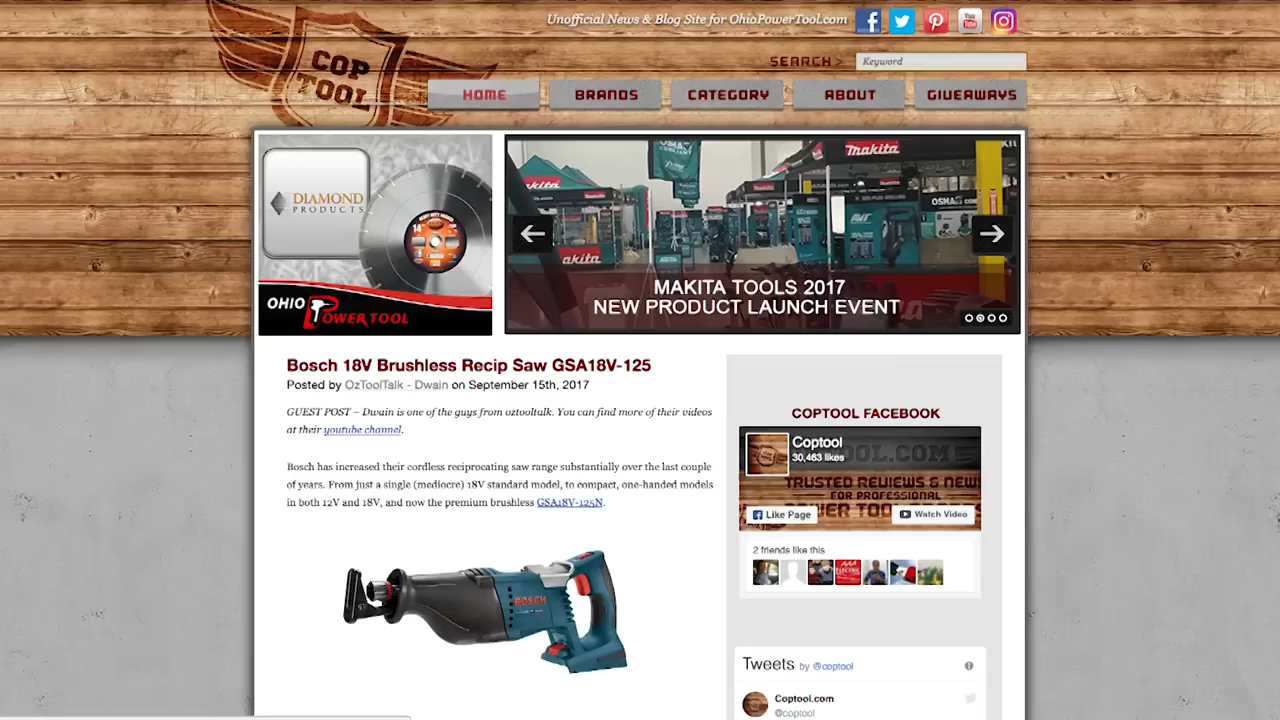 Unofficial News & Blog Site for OhioPowerTool.com
COP
TOOL
SEARCH >
Keyword
HOME
BRANDS
CATEGORY
ABOUT
GIVEAWAYS
DIAMOND
PRODUCTS
14"
OHIO
POWER TOOL
makita
OSHA
MAKITA TOOLS 2017
NEW PRODUCT LAUNCH EVENT
Bosch 18V Brushless Recip Saw GSA18V-125
Posted by OzToolTalk - Dwain on September 15th, 2017
GUEST POST – Dwain is one of the guys from oztooltalk. You can find more of their videos
at their youtube channel.
Bosch has increased their cordless reciprocating saw range substantially over the last couple
of years. From just a single (mediocre) 18V standard model, to compact, one-handed models
in both 12V and 18V, and now the premium brushless GSA18V-125N.
BOSCH
COPTOOL FACEBOOK
Coptool
30,463 likes
TRUSTED REVIEWS & NEWS
FOR PROFESSIONAL
POWER TOO
Like Page
Watch Video
2 friends like this
AAA
ELECTRIC
Tweets by @coptool
Coptool.com
@coptool